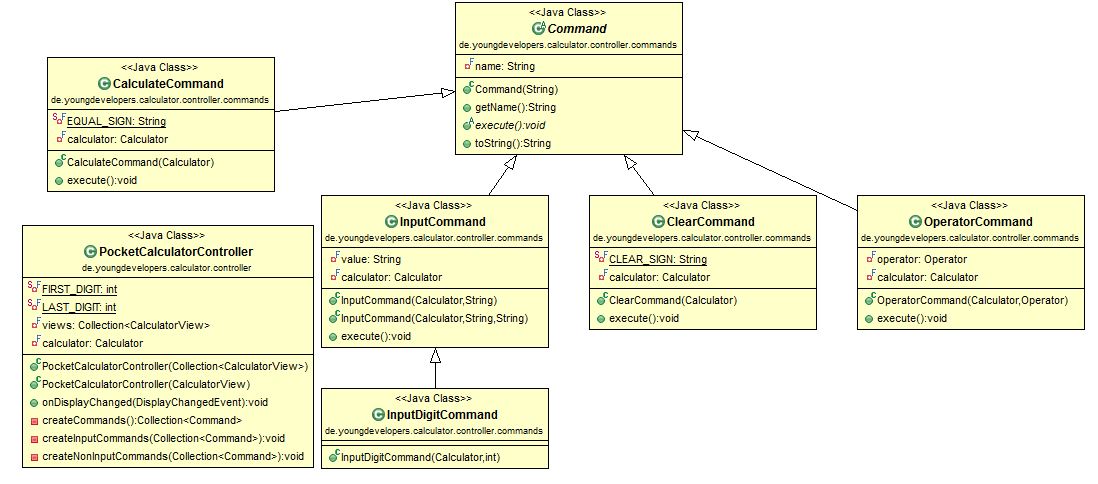 <<Java Class>>
Command
de.youngdevelopers.calculator.controller.commands
name: String
Command(String)
getName():String
execute():void
toString():String
<<Java Class>>
CalculateCommand
de.youngdevelopers.calculator.controller.commands
EQUAL_SIGN: String
calculator: Calculator
CalculateCommand(Calculator)
execute():void
<<Java Class>>
PocketCalculatorController
de.youngdevelopers.calculator.controller
FIRST_DIGIT: int
LAST_DIGIT: int
views: Collection<CalculatorView>
calculator: Calculator
PocketCalculatorController(Collection<CalculatorView>)
PocketCalculatorController(CalculatorView)
onDisplayChanged(DisplayChangedEvent):void
createCommands():Collection<Command>
createInputCommands(Collection<Command>):void
createNonInputCommands(Collection<Command>):void
<<Java Class>>
InputCommand
de.youngdevelopers.calculator.controller.commands
value: String
calculator: Calculator
InputCommand(Calculator,String)
InputCommand(Calculator,String,String)
execute():void
<<Java Class>>
ClearCommand
de.youngdevelopers.calculator.controller.commands
CLEAR_SIGN: String
calculator: Calculator
ClearCommand(Calculator)
execute():void
<<Java Class>>
OperatorCommand
de.youngdevelopers.calculator.controller.commands
operator: Operator
calculator: Calculator
OperatorCommand(Calculator,Operator)
execute():void
<<Java Class>>
InputDigitCommand
de.youngdevelopers.calculator.controller.commands
InputDigitCommand(Calculator,int)